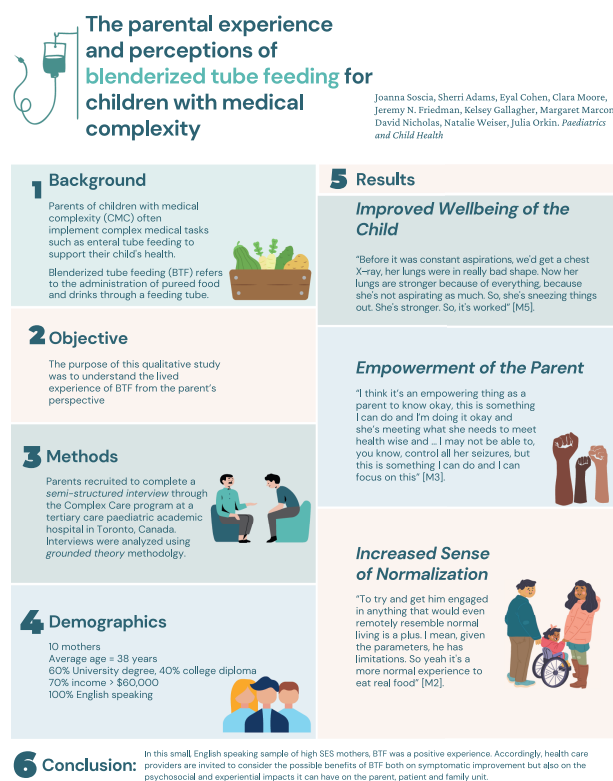 The parental experience
and perceptions of
blenderized tube feeding for
children with medical
complexity
Joanna Soscia, Sherri Adams, Eyal Cohen, Clara Moore,
Jeremy N. Friedman, Kelsey Gallagher, Margaret Marcon,
David Nicholas, Natalie Weiser, Julia Orkin. Paediatrics
and Child Health
1 Background
Parents of children with medical
complexity (CMC) often
implement complex medical tasks
such as enteral tube feeding to
support their child's health.
Blenderized tube feeding (BTF) refers
to the administration of pureed food
and drinks through a feeding tube.
2 Objective
The purpose of this qualitative study
was to understand the lived
experience of BTF from the parent's
perspective
3 Methods
Parents recruited to complete a
semi-structured interview through
the Complex Care program at a
tertiary care paediatric academic
hospital in Toronto, Canada.
Interviews were analyzed using
grounded theory methodolgy.
4 Demographics
10 mothers
Average age = 38 years
60% University degree, 40% college diploma
70% income > $60,000
100% English speaking
5 Results
Improved Wellbeing of the
Child
"Before it was constant aspirations, we'd get a chest
X-ray, her lungs were in really bad shape. Now her
lungs are stronger because of everything, because
she's not aspirating as much. So, she's sneezing things
out. She's stronger. So, it's worked" [M5].
Empowerment of the Parent
"I think it's an empowering thing as a
parent to know okay, this is something
I can do and I'm doing it okay and
she's meeting what she needs to meet
health wise and ... I may not be able to,
you know, control all her seizures, but
this is something I can do and I can
focus on this" [M3].
Increased Sense
of Normalization
"To try and get him engaged
in anything that would even
remotely resemble normal
living is a plus. I mean, given
the parameters, he has
limitations. So yeah it's a
more normal experience to
eat real food" [M2].
6 Conclusion:
In this small, English speaking sample of high SES mothers, BTF was a positive experience. Accordingly, health care
providers are invited to consider the possible benefits of BTF both on symptomatic improvement but also on the
psychosocial and experiential impacts it can have on the parent, patient and family unit.